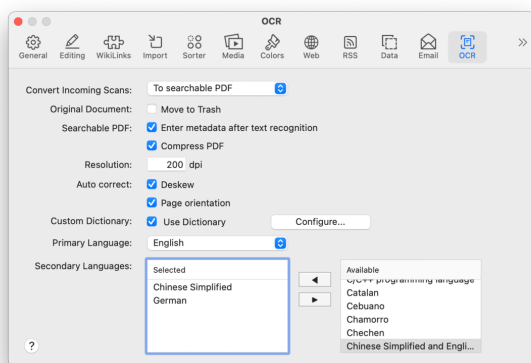 OCR
General Editing WikiLinks Import Sorter Media Colors Web RSS Data Email OCR »
Convert Incoming Scans: To searchable PDF
Original Document: Move to Trash
Searchable PDF: Enter metadata after text recognition
Compress PDF
Resolution: 200 dpi
Auto correct: Deskew
Page orientation
Custom Dictionary: Use Dictionary Configure...
Primary Language: English
Secondary Languages: Selected Available
C/C++ programming language
Chinese Simplified Catalan
German Cebuano
Chamorro
Chechen
? Chinese Simplified and Engli...